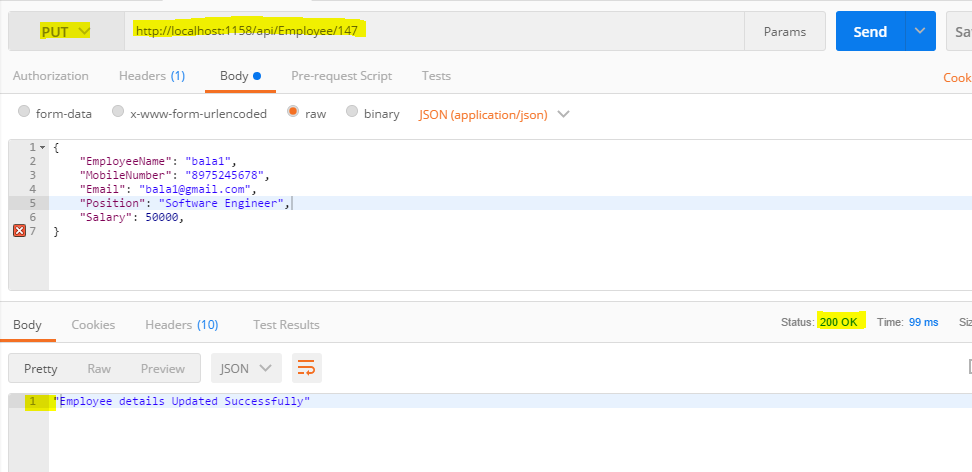 PUT http://localhost:1158/api/Employee/147 Params Send Sa
Authorization Headers (1) Body Pre-request Script Tests Cook
form-data x-www-form-urlencoded raw binary JSON (application/json)
1 {
2 "EmployeeName": "bala1",
3 "MobileNumber": "8975245678",
4 "Email": "bala1@gmail.com",
5 "Position": "Software Engineer",
6 "Salary": 50000,
7 }
Body Cookies Headers (10) Test Results Status: 200 OK Time: 99 ms Siz
Pretty Raw Preview JSON
1 "Employee details Updated Successfully"